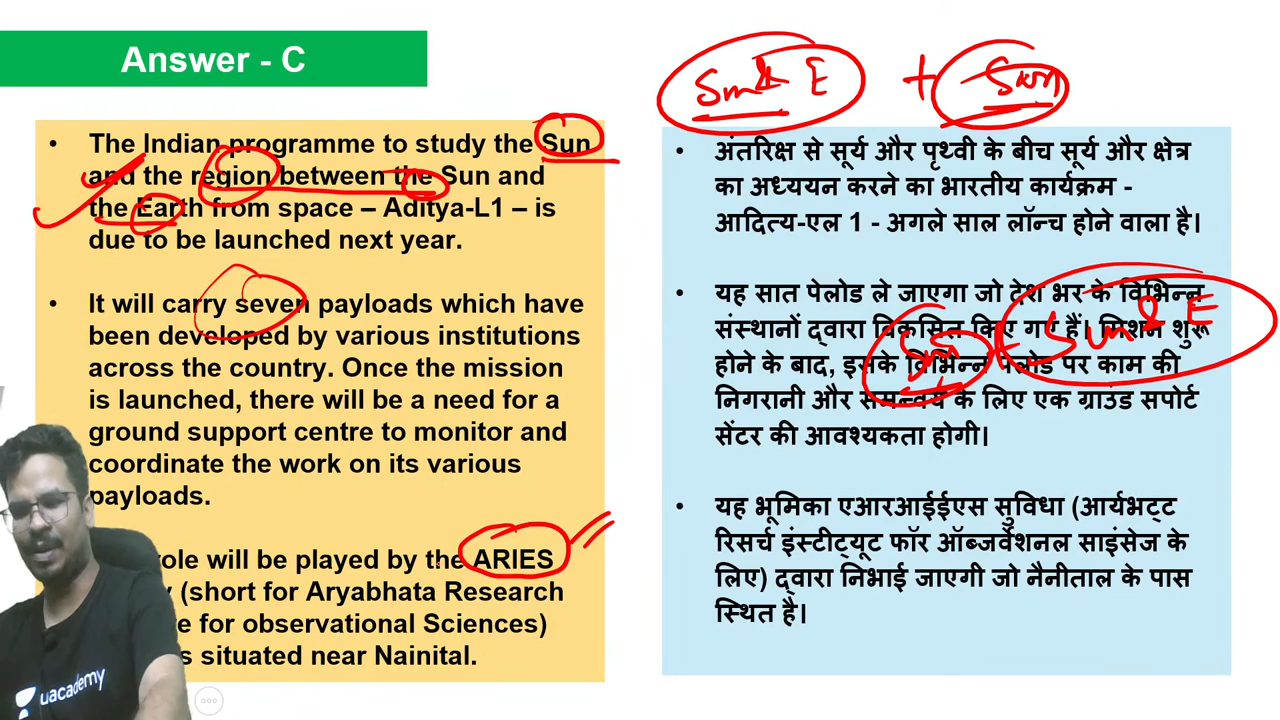 Answer - C
Sun & E + Sun
• The Indian programme to study the Sun
and the region between the Sun and
the Earth from space – Aditya-L1 – is
due to be launched next year.
• It will carry seven payloads which have
been developed by various institutions
across the country. Once the mission
is launched, there will be a need for a
ground support centre to monitor and
coordinate the work on its various
payloads.
role will be played by the ARIES
(short for Aryabhata Research
for observational Sciences)
situated near Nainital.
• अंतरिक्ष से सूर्य और पृथ्वी के बीच सूर्य और क्षेत्र
का अध्ययन करने का भारतीय कार्यक्रम -
आदित्य-एल 1 - अगले साल लॉन्च होने वाला है।
• यह सात पेलोड ले जाएगा जो देश भर के विभिन्न
संस्थानों द्वारा विकसित किए गए हैं। मिशन शुरू
होने के बाद, इसके विभिन्न पेलोड पर काम की
निगरानी और समन्वय के लिए एक ग्राउंड सपोर्ट
सेंटर की आवश्यकता होगी।
Sun + Sun & E
• यह भूमिका एआरआईईएस सुविधा (आर्यभट्ट
रिसर्च इंस्टीट्यूट फॉर ऑब्जर्वेशनल साइंसेज के
लिए) द्वारा निभाई जाएगी जो नैनीताल के पास
स्थित है।
unacademy